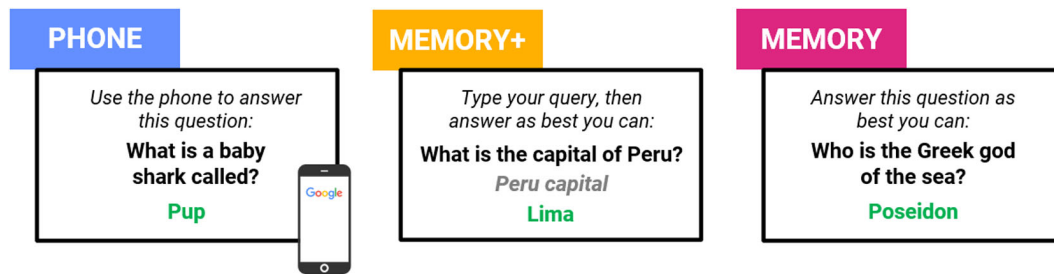 PHONE
Use the phone to answer
this question:
What is a baby
shark called?
Google
Pup
MEMORY+
Type your query, then
answer as best you can:
What is the capital of Peru?
Peru capital
Lima
MEMORY
Answer this question as
best you can:
Who is the Greek god
of the sea?
Poseidon